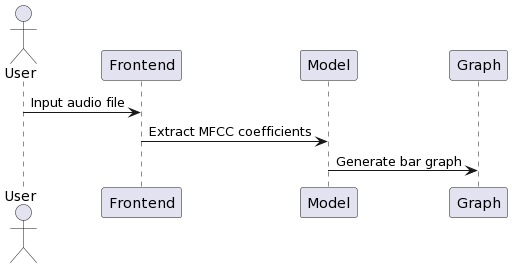 User
Frontend
Model
Graph
Input audio file
Extract MFCC coefficients
Generate bar graph
User
Frontend
Model
Graph